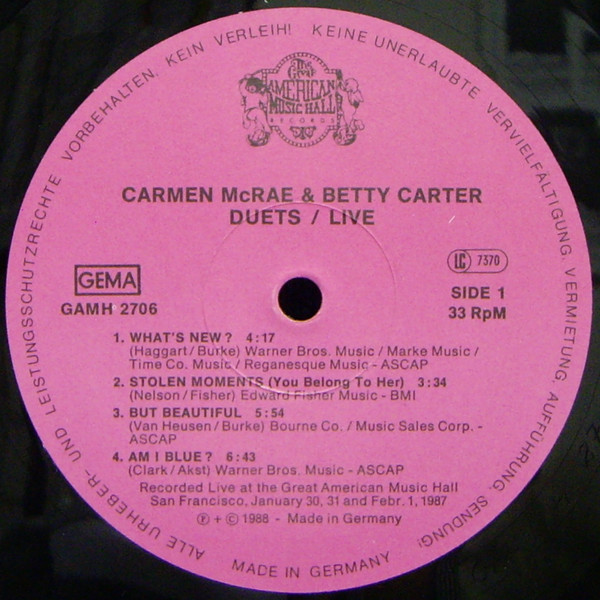 ALLE URHEBER- UND LEISTUNGSSCHUTZRECHTE VORBEHALTEN. KEIN VERLEIH! KEINE UNERLAUBTE VERVIELFÄLTIGUNG, VERMIETUNG, AUFFÜHRUNG, SENDUNG!
The
Great
AMERICAN
MUSIC HALL
RECORDS
CARMEN McRAE & BETTY CARTER
DUETS / LIVE
GEMA
GAMH 2706
LC 7370
SIDE 1
33 RpM
1. WHAT'S NEW? 4:17
(Haggart/Burke) Warner Bros. Music / Marke Music /
Time Co. Music / Reganesque Music - ASCAP
2. STOLEN MOMENTS (You Belong To Her) 3:34
(Nelson/Fisher) Edward Fisher Music - BMI
3. BUT BEAUTIFUL 5:54
(Van Heusen/Burke) Bourne Co. / Music Sales Corp. -
ASCAP
4. AM I BLUE? 6:43
(Clark/Akst) Warner Bros. Music - ASCAP
Recorded Live at the Great American Music Hall
San Francisco, January 30, 31 and Febr. 1, 1987
℗ + © 1988 - Made in Germany
MADE IN GERMANY